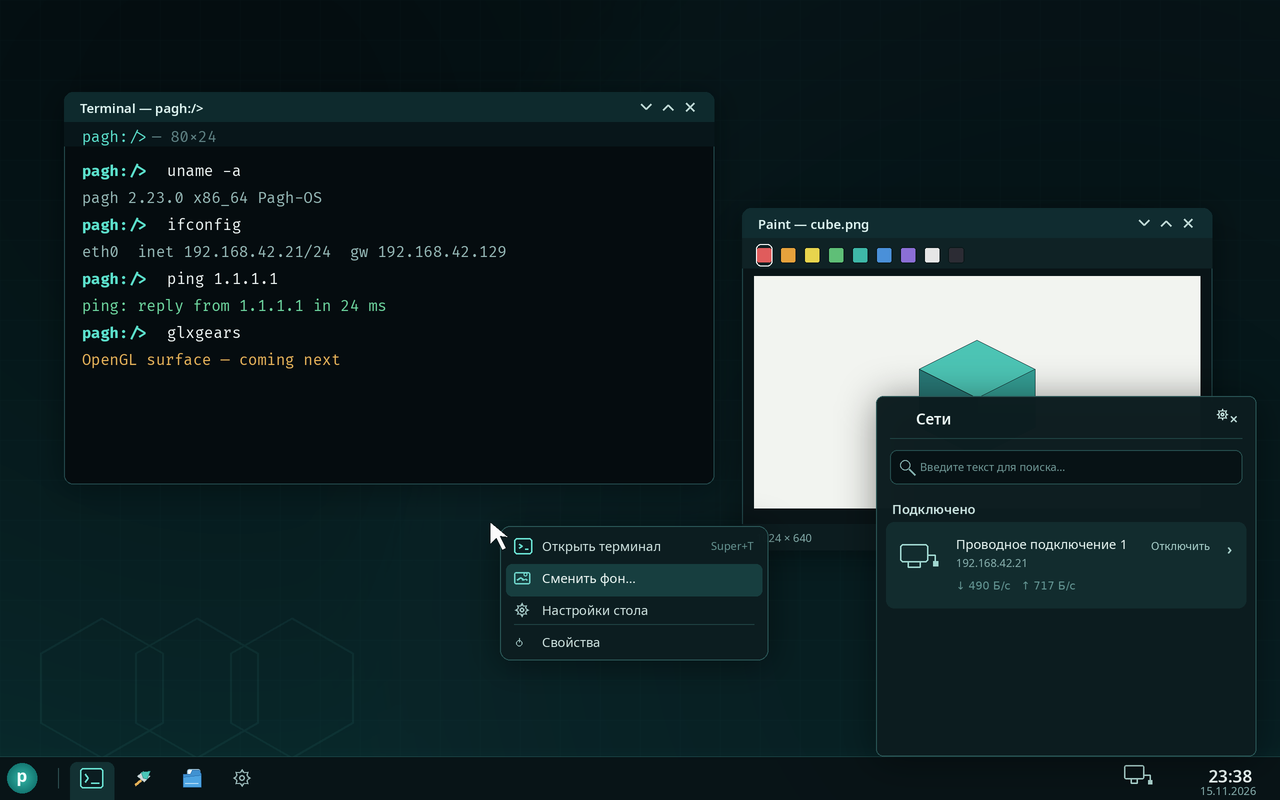 Terminal — pagh:/>
pagh:/> — 80×24
pagh:/> uname -a
pagh 2.23.0 x86_64 Pagh-OS
pagh:/> ifconfig
eth0 inet 192.168.42.21/24 gw 192.168.42.129
pagh:/> ping 1.1.1.1
ping: reply from 1.1.1.1 in 24 ms
pagh:/> glxgears
OpenGL surface — coming next
Paint — cube.png
24 × 640
Сети
Введите текст для поиска...
Подключено
Проводное подключение 1
Отключить
192.168.42.21
↓ 490 Б/с ↑ 717 Б/с
Открыть терминал Super+T
Сменить фон...
Настройки стола
Свойства
p
23:38
15.11.2026